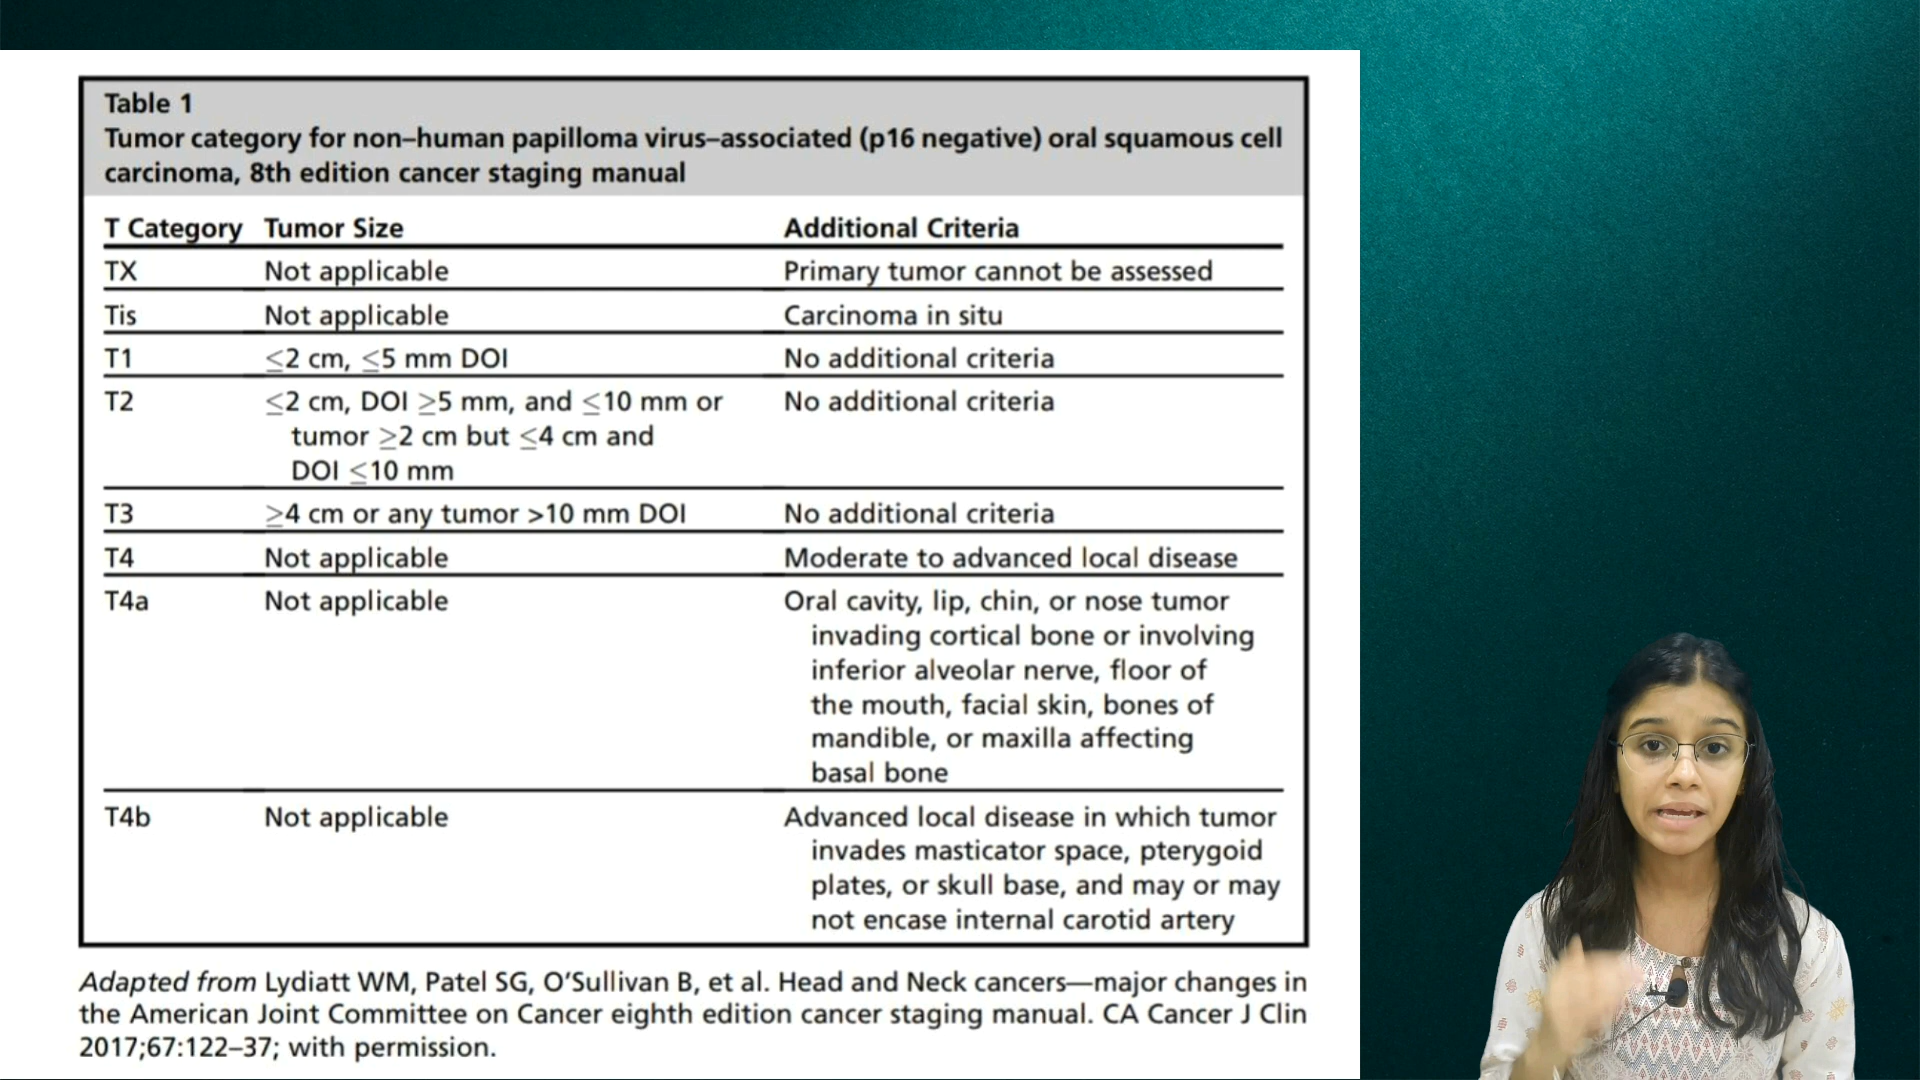 Table 1
Tumor category for non–human papilloma virus–associated (p16 negative) oral squamous cell
carcinoma, 8th edition cancer staging manual
T Category Tumor Size Additional Criteria
TX Not applicable Primary tumor cannot be assessed
Tis Not applicable Carcinoma in situ
T1 ≤2 cm, ≤5 mm DOI No additional criteria
T2 ≤2 cm, DOI ≥5 mm, and ≤10 mm or No additional criteria
tumor ≥2 cm but ≤4 cm and
DOI ≤10 mm
T3 ≥4 cm or any tumor >10 mm DOI No additional criteria
T4 Not applicable Moderate to advanced local disease
T4a Not applicable Oral cavity, lip, chin, or nose tumor
invading cortical bone or involving
inferior alveolar nerve, floor of
the mouth, facial skin, bones of
mandible, or maxilla affecting
basal bone
T4b Not applicable Advanced local disease in which tumor
invades masticator space, pterygoid
plates, or skull base, and may or may
not encase internal carotid artery
Adapted from Lydiatt WM, Patel SG, O'Sullivan B, et al. Head and Neck cancers—major changes in
the American Joint Committee on Cancer eighth edition cancer staging manual. CA Cancer J Clin
2017;67:122–37; with permission.